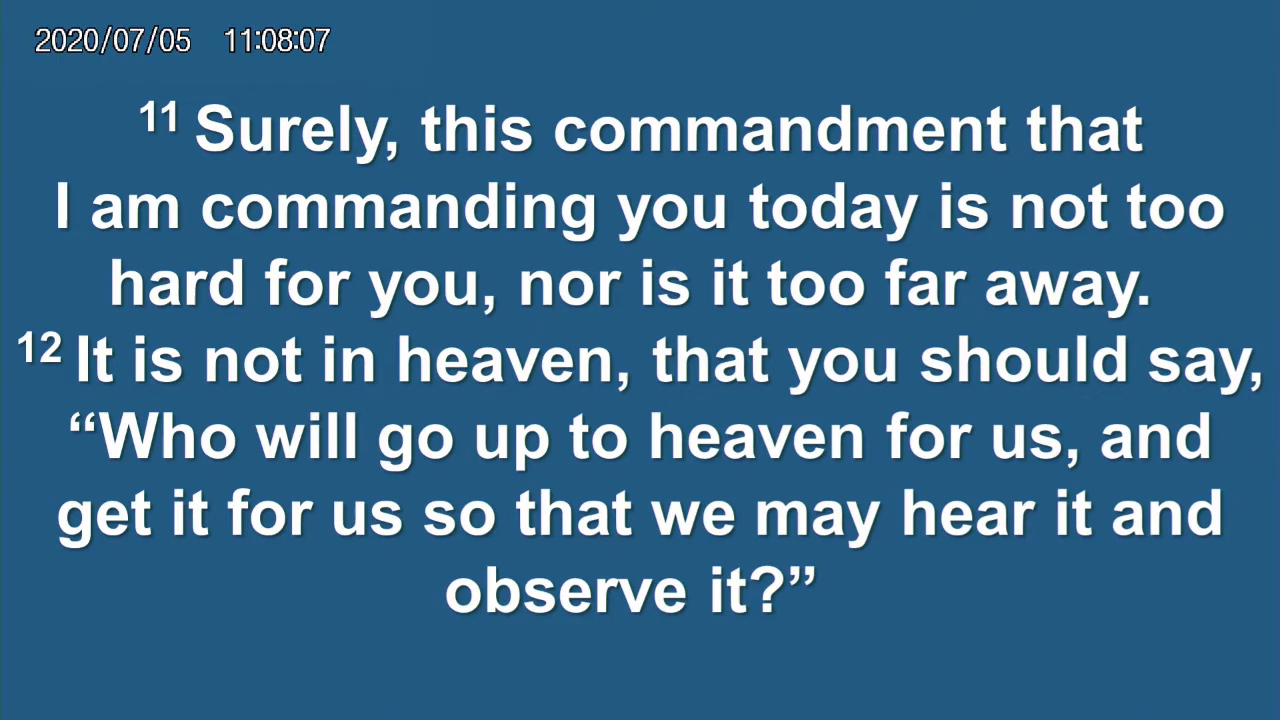 2020/07/05 11:08:07
11 Surely, this commandment that
I am commanding you today is not too
hard for you, nor is it too far away.
12 It is not in heaven, that you should say,
“Who will go up to heaven for us, and
get it for us so that we may hear it and
observe it?”